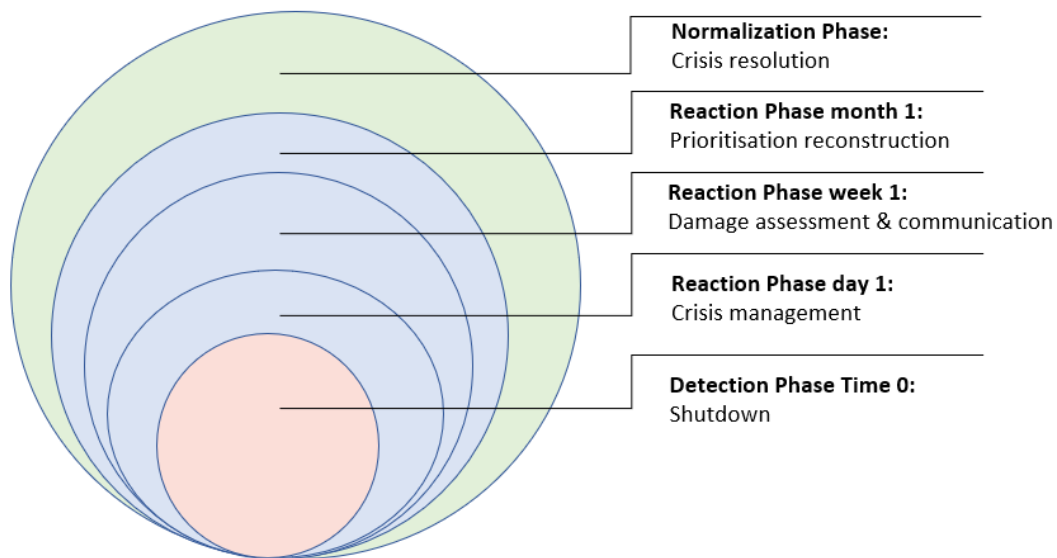 Normalization Phase:
Crisis resolution
Reaction Phase month 1:
Prioritisation reconstruction
Reaction Phase week 1:
Damage assessment & communication
Reaction Phase day 1:
Crisis management
Detection Phase Time 0:
Shutdown